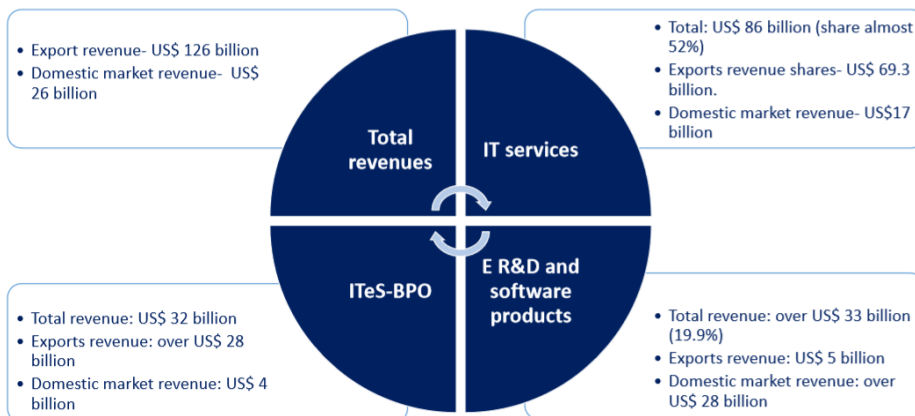 • Export revenue- US$ 126 billion
• Domestic market revenue-  US$
26 billion
Total
revenues
• Total: US$ 86 billion (share almost
52%)
• Exports revenue shares- US$ 69.3
billion.
• Domestic market revenue- US$17
billion
IT services
ITeS-BPO
• Total revenue: US$ 32 billion
• Exports revenue: over US$ 28
billion
• Domestic market revenue: US$ 4
billion
E R&D and
software
products
• Total revenue: over US$ 33 billion
(19.9%)
• Exports revenue: US$ 5 billion
• Domestic market revenue: over
US$ 28 billion